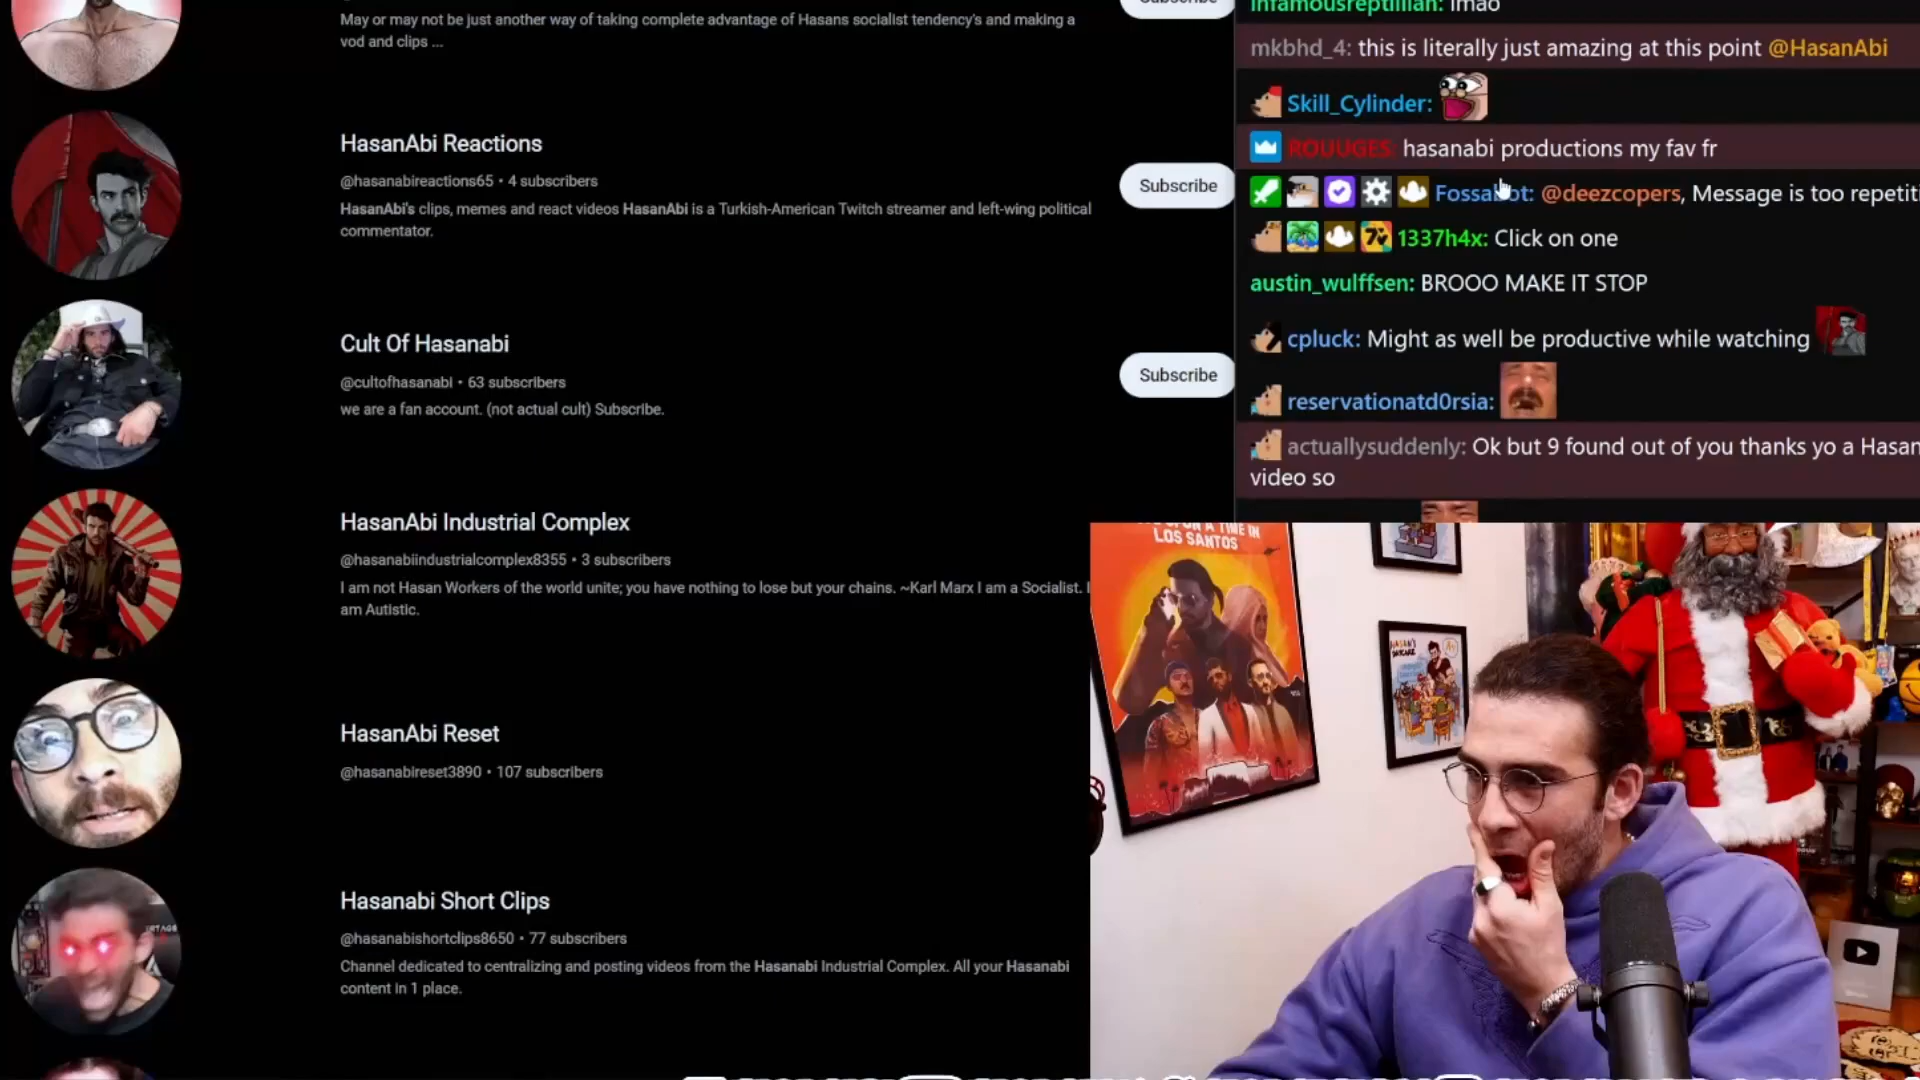 May or may not be just another way of taking complete advantage of Hasans socialist tendency's and making a
vod and clips ...
HasanAbi Reactions
@hasanabireactions65 • 4 subscribers
HasanAbi's clips, memes and react videos HasanAbi is a Turkish-American Twitch streamer and left-wing political
commentator.
Subscribe
Cult Of Hasanabi
@cultofhasanabi • 63 subscribers
we are a fan account. (not actual cult) Subscribe.
Subscribe
HasanAbi Industrial Complex
@hasanabiindustrialcomplex8355 • 3 subscribers
I am not Hasan Workers of the world unite; you have nothing to lose but your chains. ~Karl Marx I am a Socialist. I
am Autistic.
HasanAbi Reset
@hasanabireset3890 • 107 subscribers
Hasanabi Short Clips
@hasanabishortclips8650 • 77 subscribers
Channel dedicated to centralizing and posting videos from the Hasanabi Industrial Complex. All your Hasanabi
content in 1 place.
Subscribe
infamousreptillian: lmao
mkbhd_4: this is literally just amazing at this point @HasanAbi
Skill_Cylinder:
ROUUGES: hasanabi productions my fav fr
Fossabot: @deezcopers, Message is too repetiti
1337h4x: Click on one
austin_wulffsen: BROOO MAKE IT STOP
cpluck: Might as well be productive while watching
reservationatd0rsia:
actuallysuddenly: Ok but 9 found out of you thanks yo a Hasan
video so
A TIME IN
LOS SANTOS